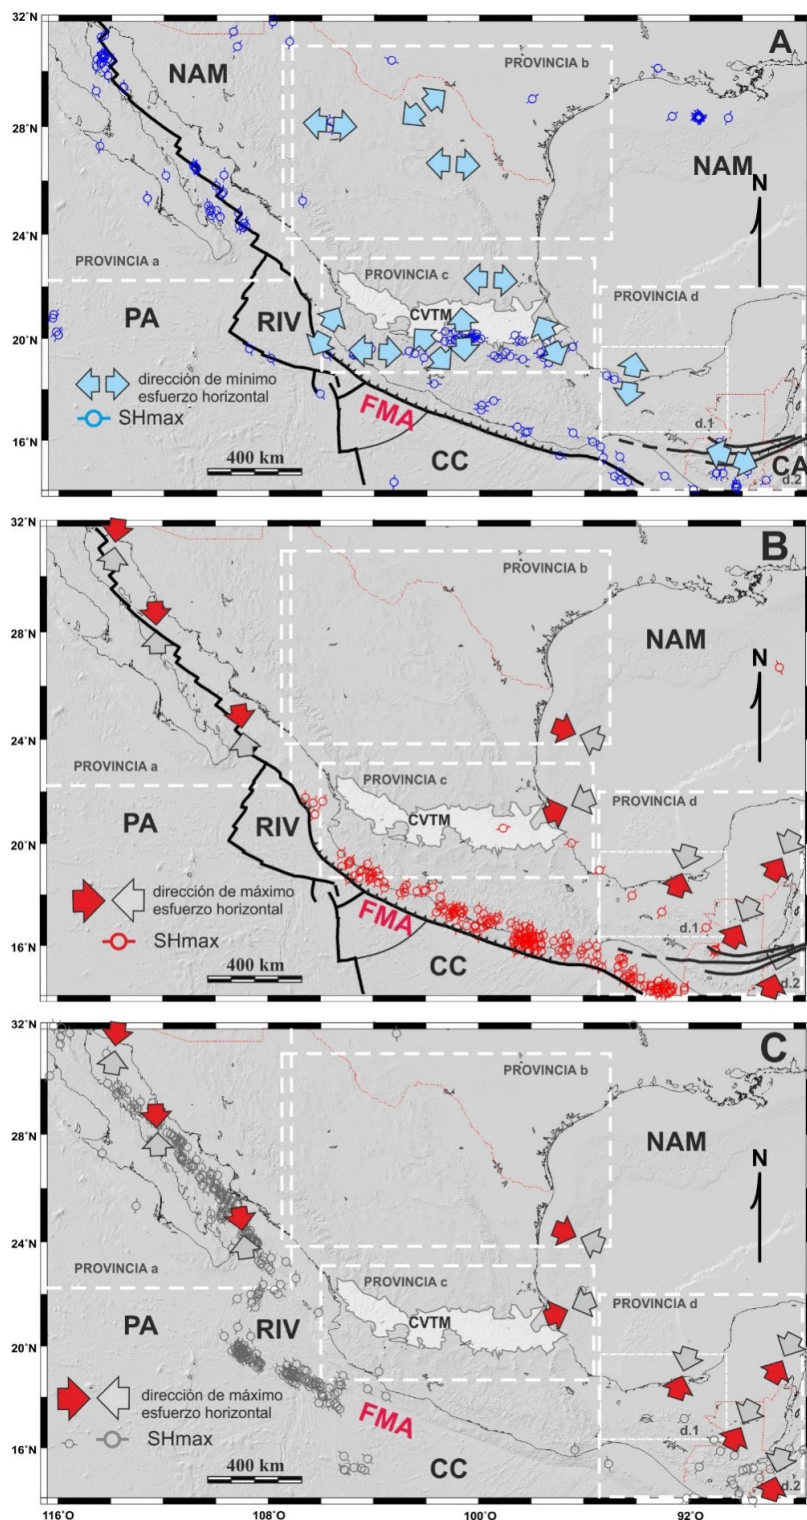 32°N
A
NAM
PROVINCIA b
28°N
NAM
N
24°N
PROVINCIA a
PROVINCIA c
PROVINCIA d
PA
RIV
CVTM
20°N
dirección de mínimo
esfuerzo horizontal
SHmax
FMA
d.1
16°N
400 km
CC
CA
d.2
32°N
B
PROVINCIA b
28°N
NAM
N
24°N
PROVINCIA a
PROVINCIA c
PROVINCIA d
PA
RIV
CVTM
20°N
dirección de máximo
esfuerzo horizontal
SHmax
FMA
d.1
16°N
400 km
CC
d.2
32°N
C
PROVINCIA b
28°N
NAM
N
24°N
PROVINCIA a
PROVINCIA c
PROVINCIA d
PA
RIV
CVTM
20°N
dirección de máximo
esfuerzo horizontal
SHmax
FMA
d.1
16°N
400 km
CC
d.2
116°O
108°O
100°O
92°O